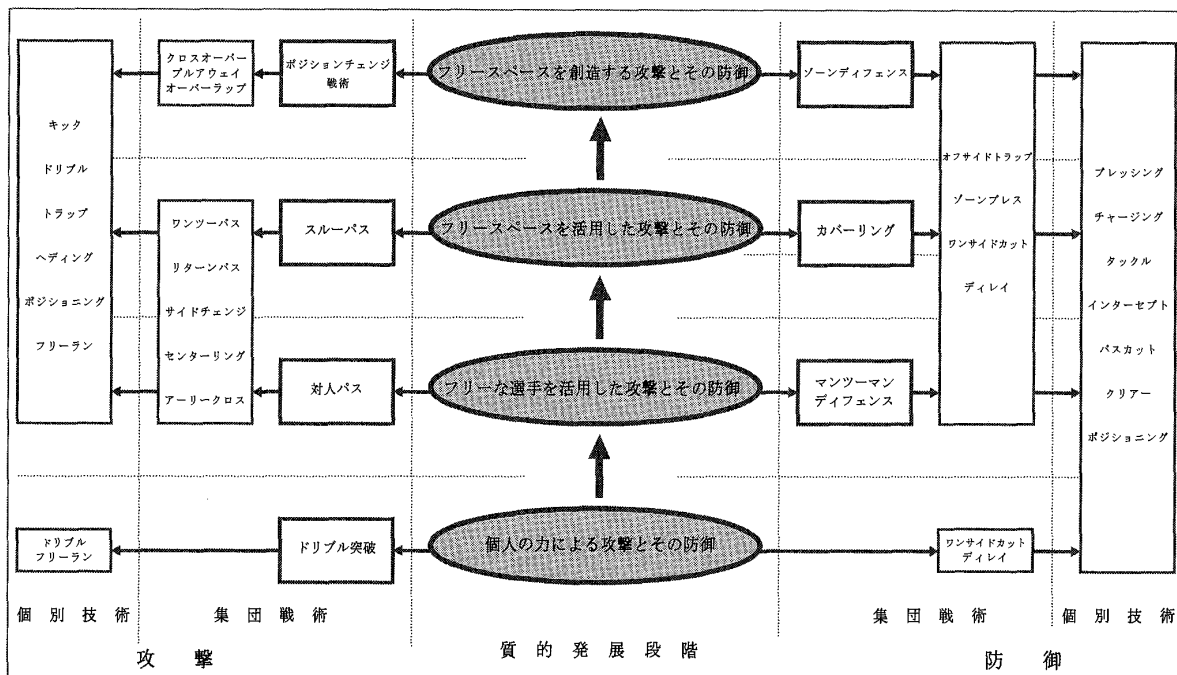 クロスオーバー
プルアウェイ
オーバーラップ
ポジションチェンジ
戦術
フリースペースを創造する攻撃とその防御
ゾーンディフェンス
キック
ドリブル
トラップ
ヘディング
ポジショニング
フリーラン
ワンツーパス
リターンパス
サイドチェンジ
センターリング
アーリークロス
スルーパス
フリースペースを活用した攻撃とその防御
カバーリング
オフサイドトラップ
ゾーンプレス
ワンサイドカット
ディレイ
プレッシング
チャージング
タックル
インターセプト
パスカット
クリアー
ポジショニング
対人パス
フリーな選手を活用した攻撃とその防御
マンツーマン
ディフェンス
ドリブル
フリーラン
ドリブル突破
個人の力による攻撃とその防御
ワンサイドカット
ディレイ
個別技術
集団戦術
集団戦術
個別技術
質的発展段階
攻撃
防御